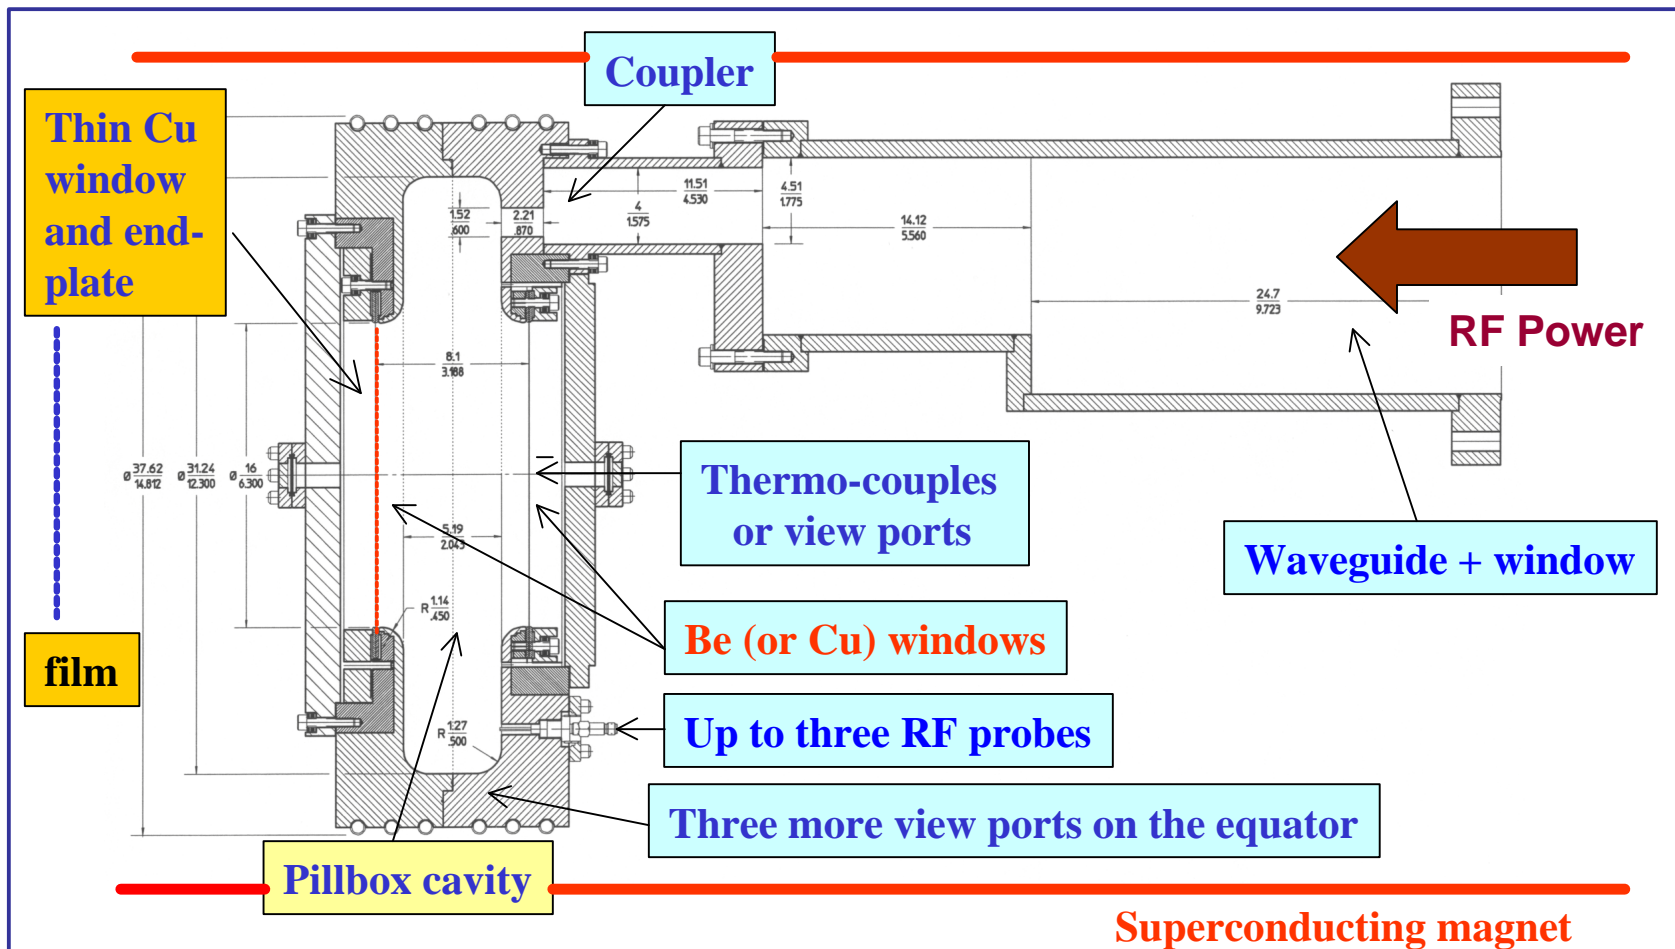 Coupler
Thin Cu
window
and end-
plate
11.51
4.530
4.51
1.775
1.52
.600
2.21
.870
4
1.575
14.12
5.560
24.7
9.723
RF Power
8.1
3.188
Ø 37.62
14.812
Ø 31.24
12.300
Ø 16
6.300
Thermo-couples
or view ports
5.19
2.043
Waveguide + window
R 1.14
.450
Be (or Cu) windows
film
R 1.27
.500
Up to three RF probes
Three more view ports on the equator
Pillbox cavity
Superconducting magnet